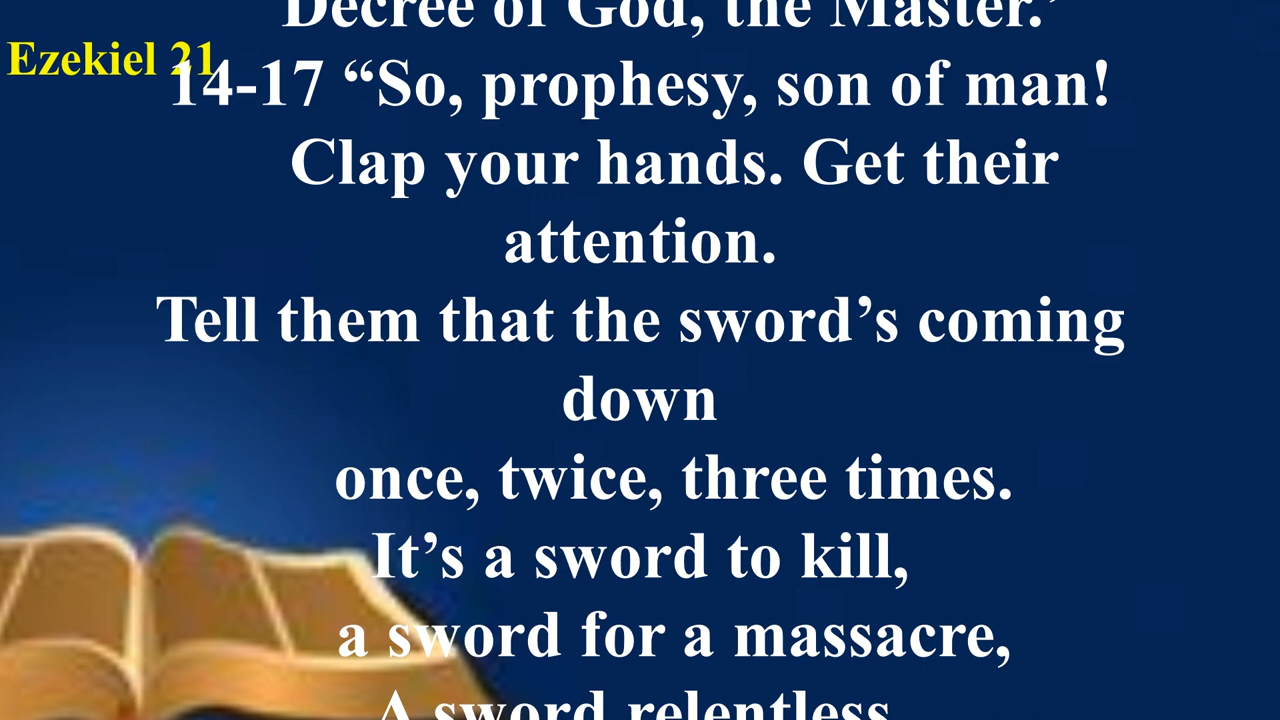 Decree of God, the Master.’
Ezekiel 21
14-17 “So, prophesy, son of man!
Clap your hands. Get their
attention.
Tell them that the sword’s coming
down
once, twice, three times.
It’s a sword to kill,
a sword for a massacre,
A sword relentless